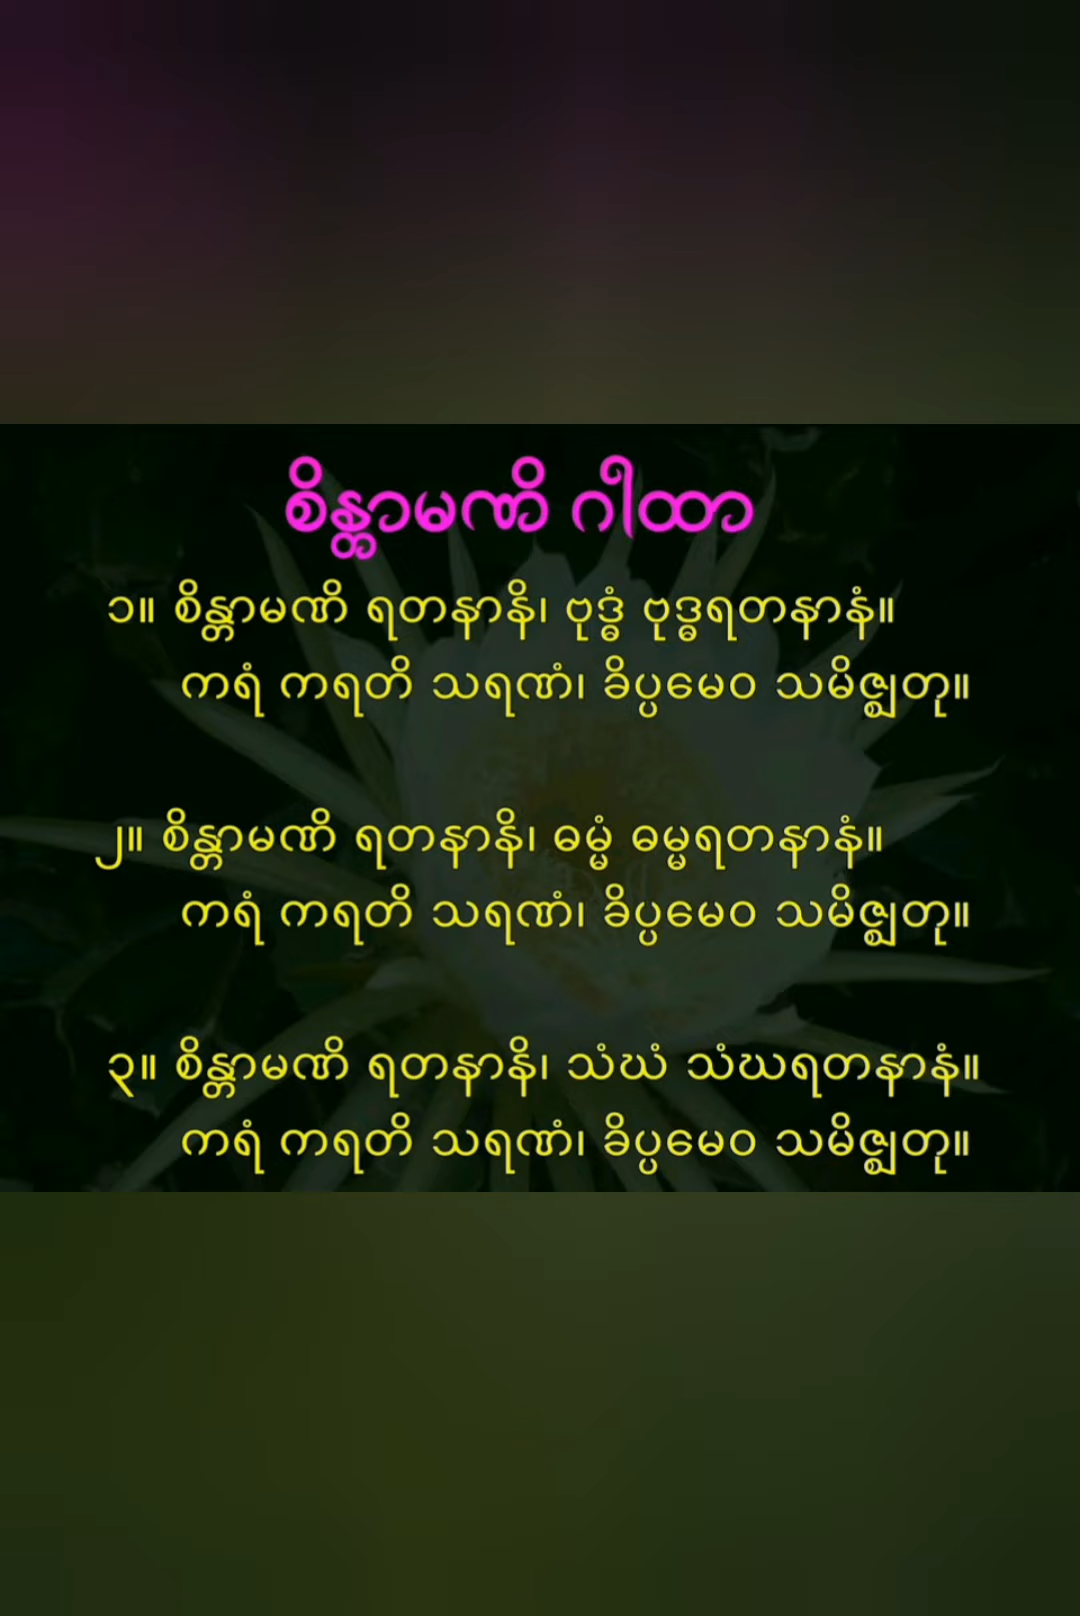 စိန္တာမဏိ ဂါထာ
၁။ စိန္တာမဏိ ရတနာနိ၊ ဗုဒ္ဓံ ဗုဒ္ဓရတနာနံ။
ကရံ ကရတိ သရဏံ၊ ခိပ္ပမေဝ သမိဇ္ဈတု။
၂။ စိန္တာမဏိ ရတနာနိ၊ ဓမ္မံ ဓမ္မရတနာနံ။
ကရံ ကရတိ သရဏံ၊ ခိပ္ပမေဝ သမိဇ္ဈတု။
၃။ စိန္တာမဏိ ရတနာနိ၊ သံဃံ သံဃရတနာနံ။
ကရံ ကရတိ သရဏံ၊ ခိပ္ပမေဝ သမိဇ္ဈတု။